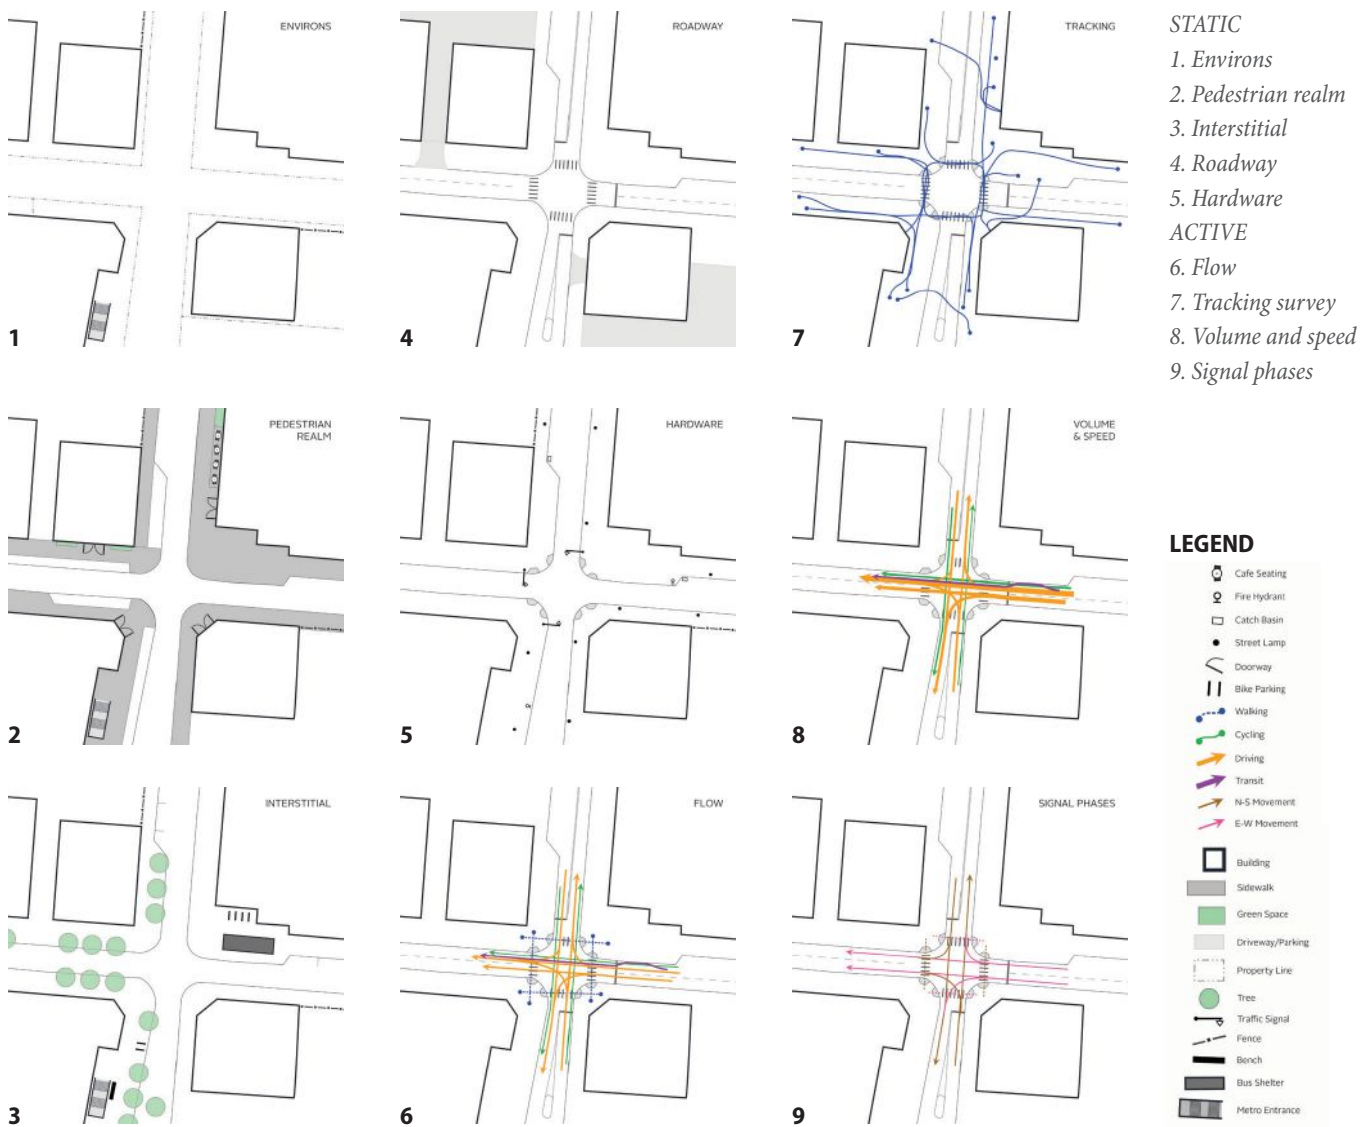 ENVIRONS
1
ROADWAY
4
TRACKING
7
STATIC
1. Environs
2. Pedestrian realm
3. Interstitial
4. Roadway
5. Hardware
ACTIVE
6. Flow
7. Tracking survey
8. Volume and speed
9. Signal phases
PEDESTRIAN
REALM
2
HARDWARE
5
VOLUME
& SPEED
8
INTERSTITIAL
3
FLOW
6
SIGNAL PHASES
9
LEGEND
Cafe Seating
Fire Hydrant
Catch Basin
Street Lamp
Doorway
Bike Parking
Walking
Cycling
Driving
Transit
N-S Movement
E-W Movement
Building
Sidewalk
Green Space
Driveway/Parking
Property Line
Tree
Traffic Signal
Fence
Bench
Bus Shelter
Metro Entrance